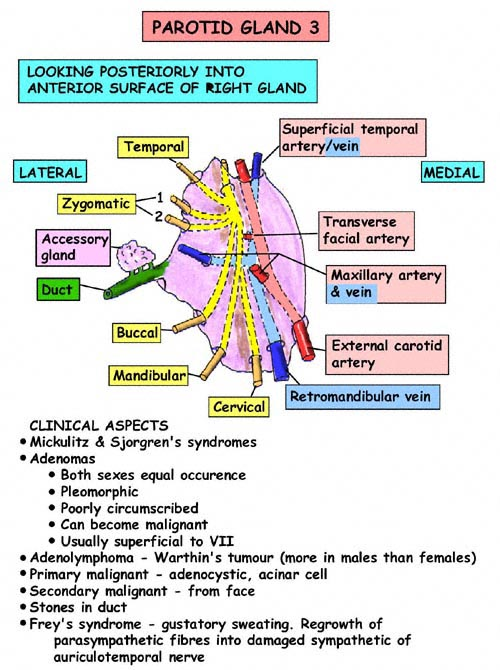 PAROTID GLAND 3
LOOKING POSTERIORLY INTO
ANTERIOR SURFACE OF RIGHT GLAND
Superficial temporal
artery/vein
Temporal
LATERAL
MEDIAL
Zygomatic
1
2
Transverse
facial artery
Accessory
gland
Maxillary artery
& vein
Duct
Buccal
External carotid
artery
Mandibular
Retromandibular vein
Cervical
CLINICAL ASPECTS
• Mickulitz & Sjorgren's syndromes
• Adenomas
• Both sexes equal occurence
• Pleomorphic
• Poorly circumscribed
• Can become malignant
• Usually superficial to VII
• Adenolymphoma - Warthin's tumour (more in males than females)
• Primary malignant - adenocystic, acinar cell
• Secondary malignant - from face
• Stones in duct
• Frey's syndrome - gustatory sweating. Regrowth of
parasympathetic fibres into damaged sympathetic of
auriculotemporal nerve